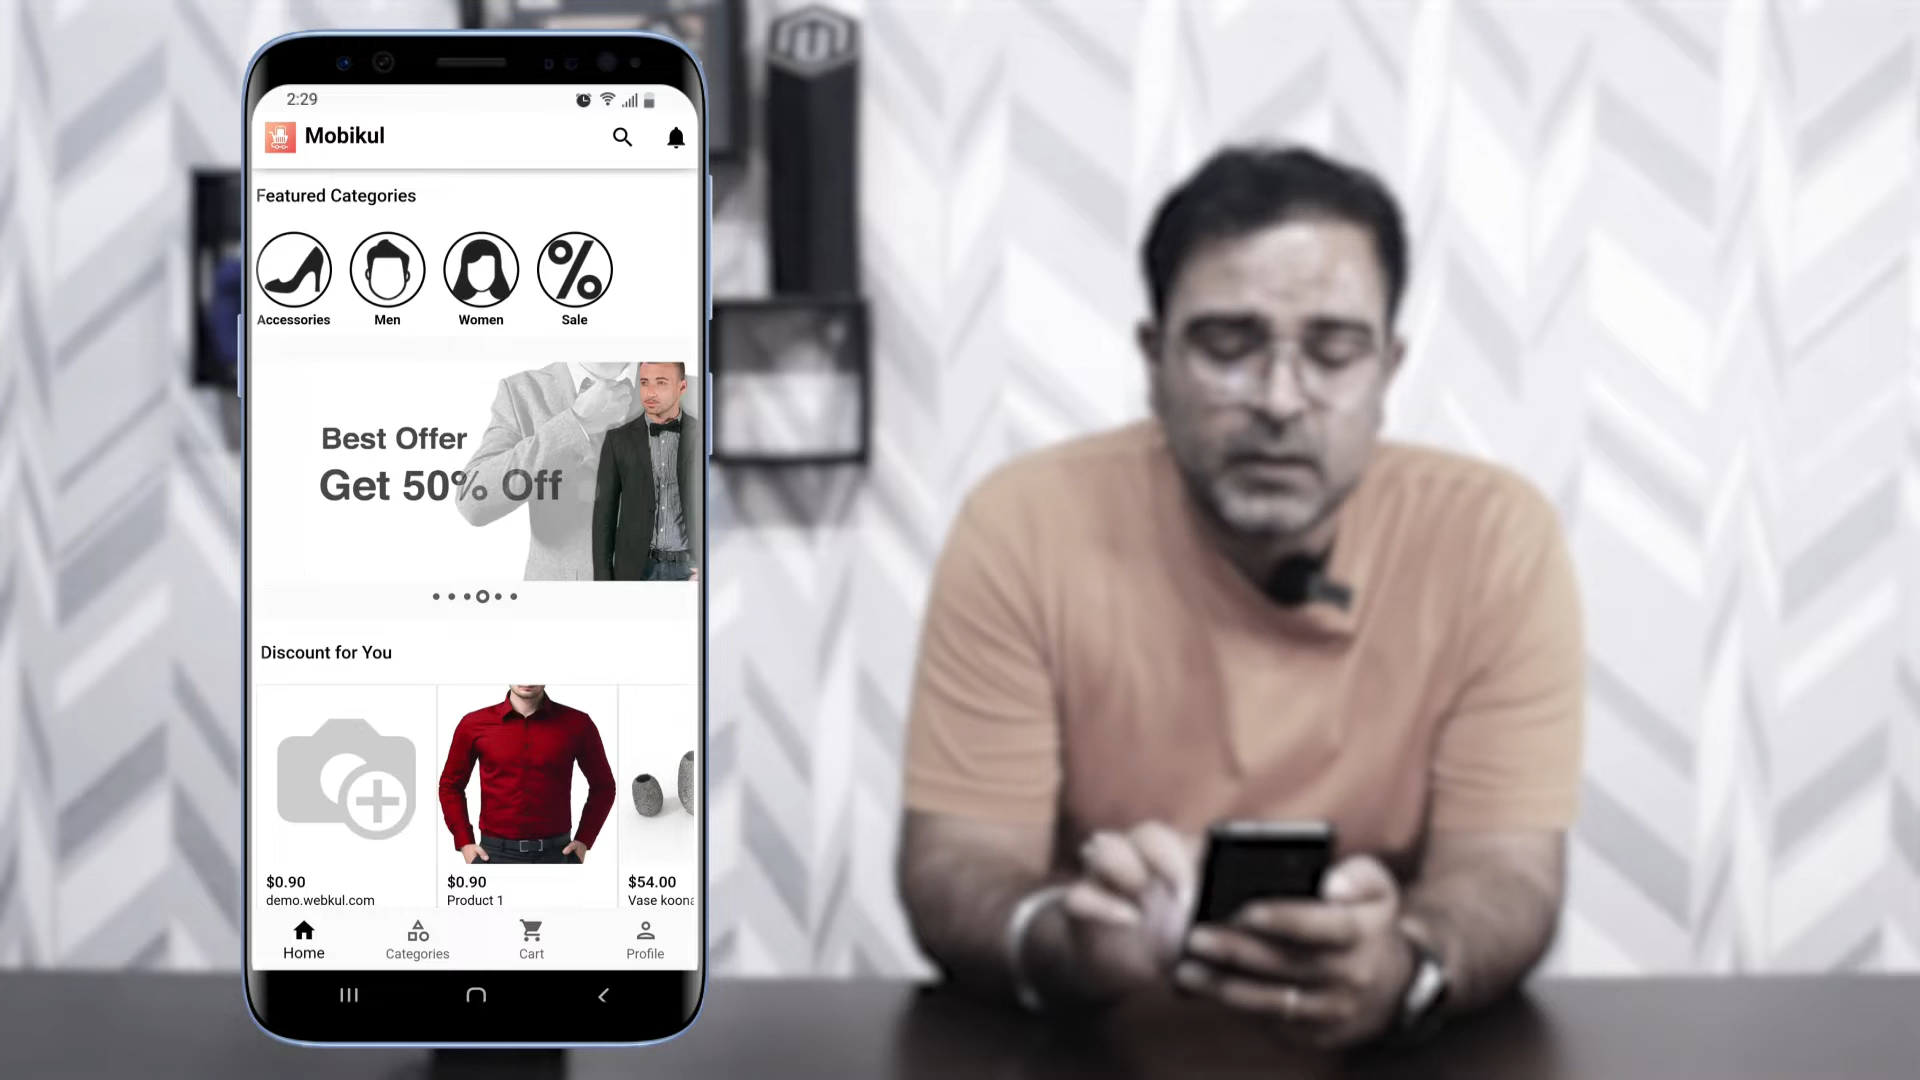 2:29
Mobikul
Featured Categories
Accessories
Men
Women
Sale
Best Offer
Get 50% Off
Discount for You
$0.90
demo.webkul.com
$0.90
Product 1
$54.00
Vase koona
Home
Categories
Cart
Profile